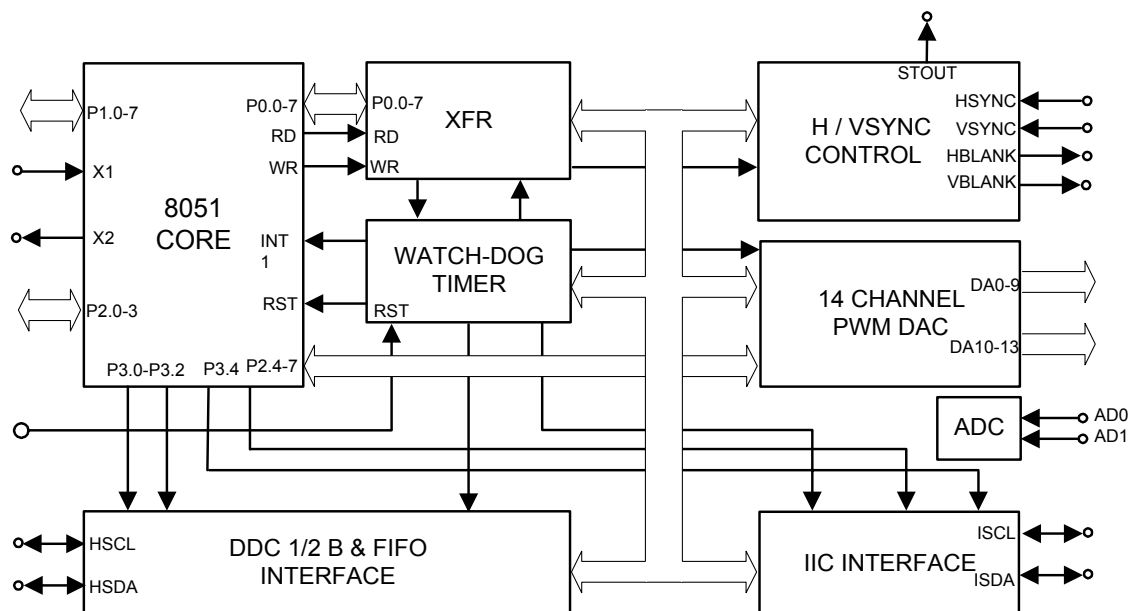 STOUT
P1.0-7
X1
X2
P2.0-3
8051
CORE
P0.0-7
RD
WR
INT
1
RST
P3.0-P3.2
P3.4
P2.4-7
P0.0-7
RD
WR
XFR
WATCH-DOG
TIMER
RST
H / VSYNC
CONTROL
HSYNC
VSYNC
HBLANK
VBLANK
14 CHANNEL
PWM DAC
DA0-9
DA10-13
ADC
AD0
AD1
HSCL
HSDA
DDC 1/2 B & FIFO
INTERFACE
IIC INTERFACE
ISCL
ISDA